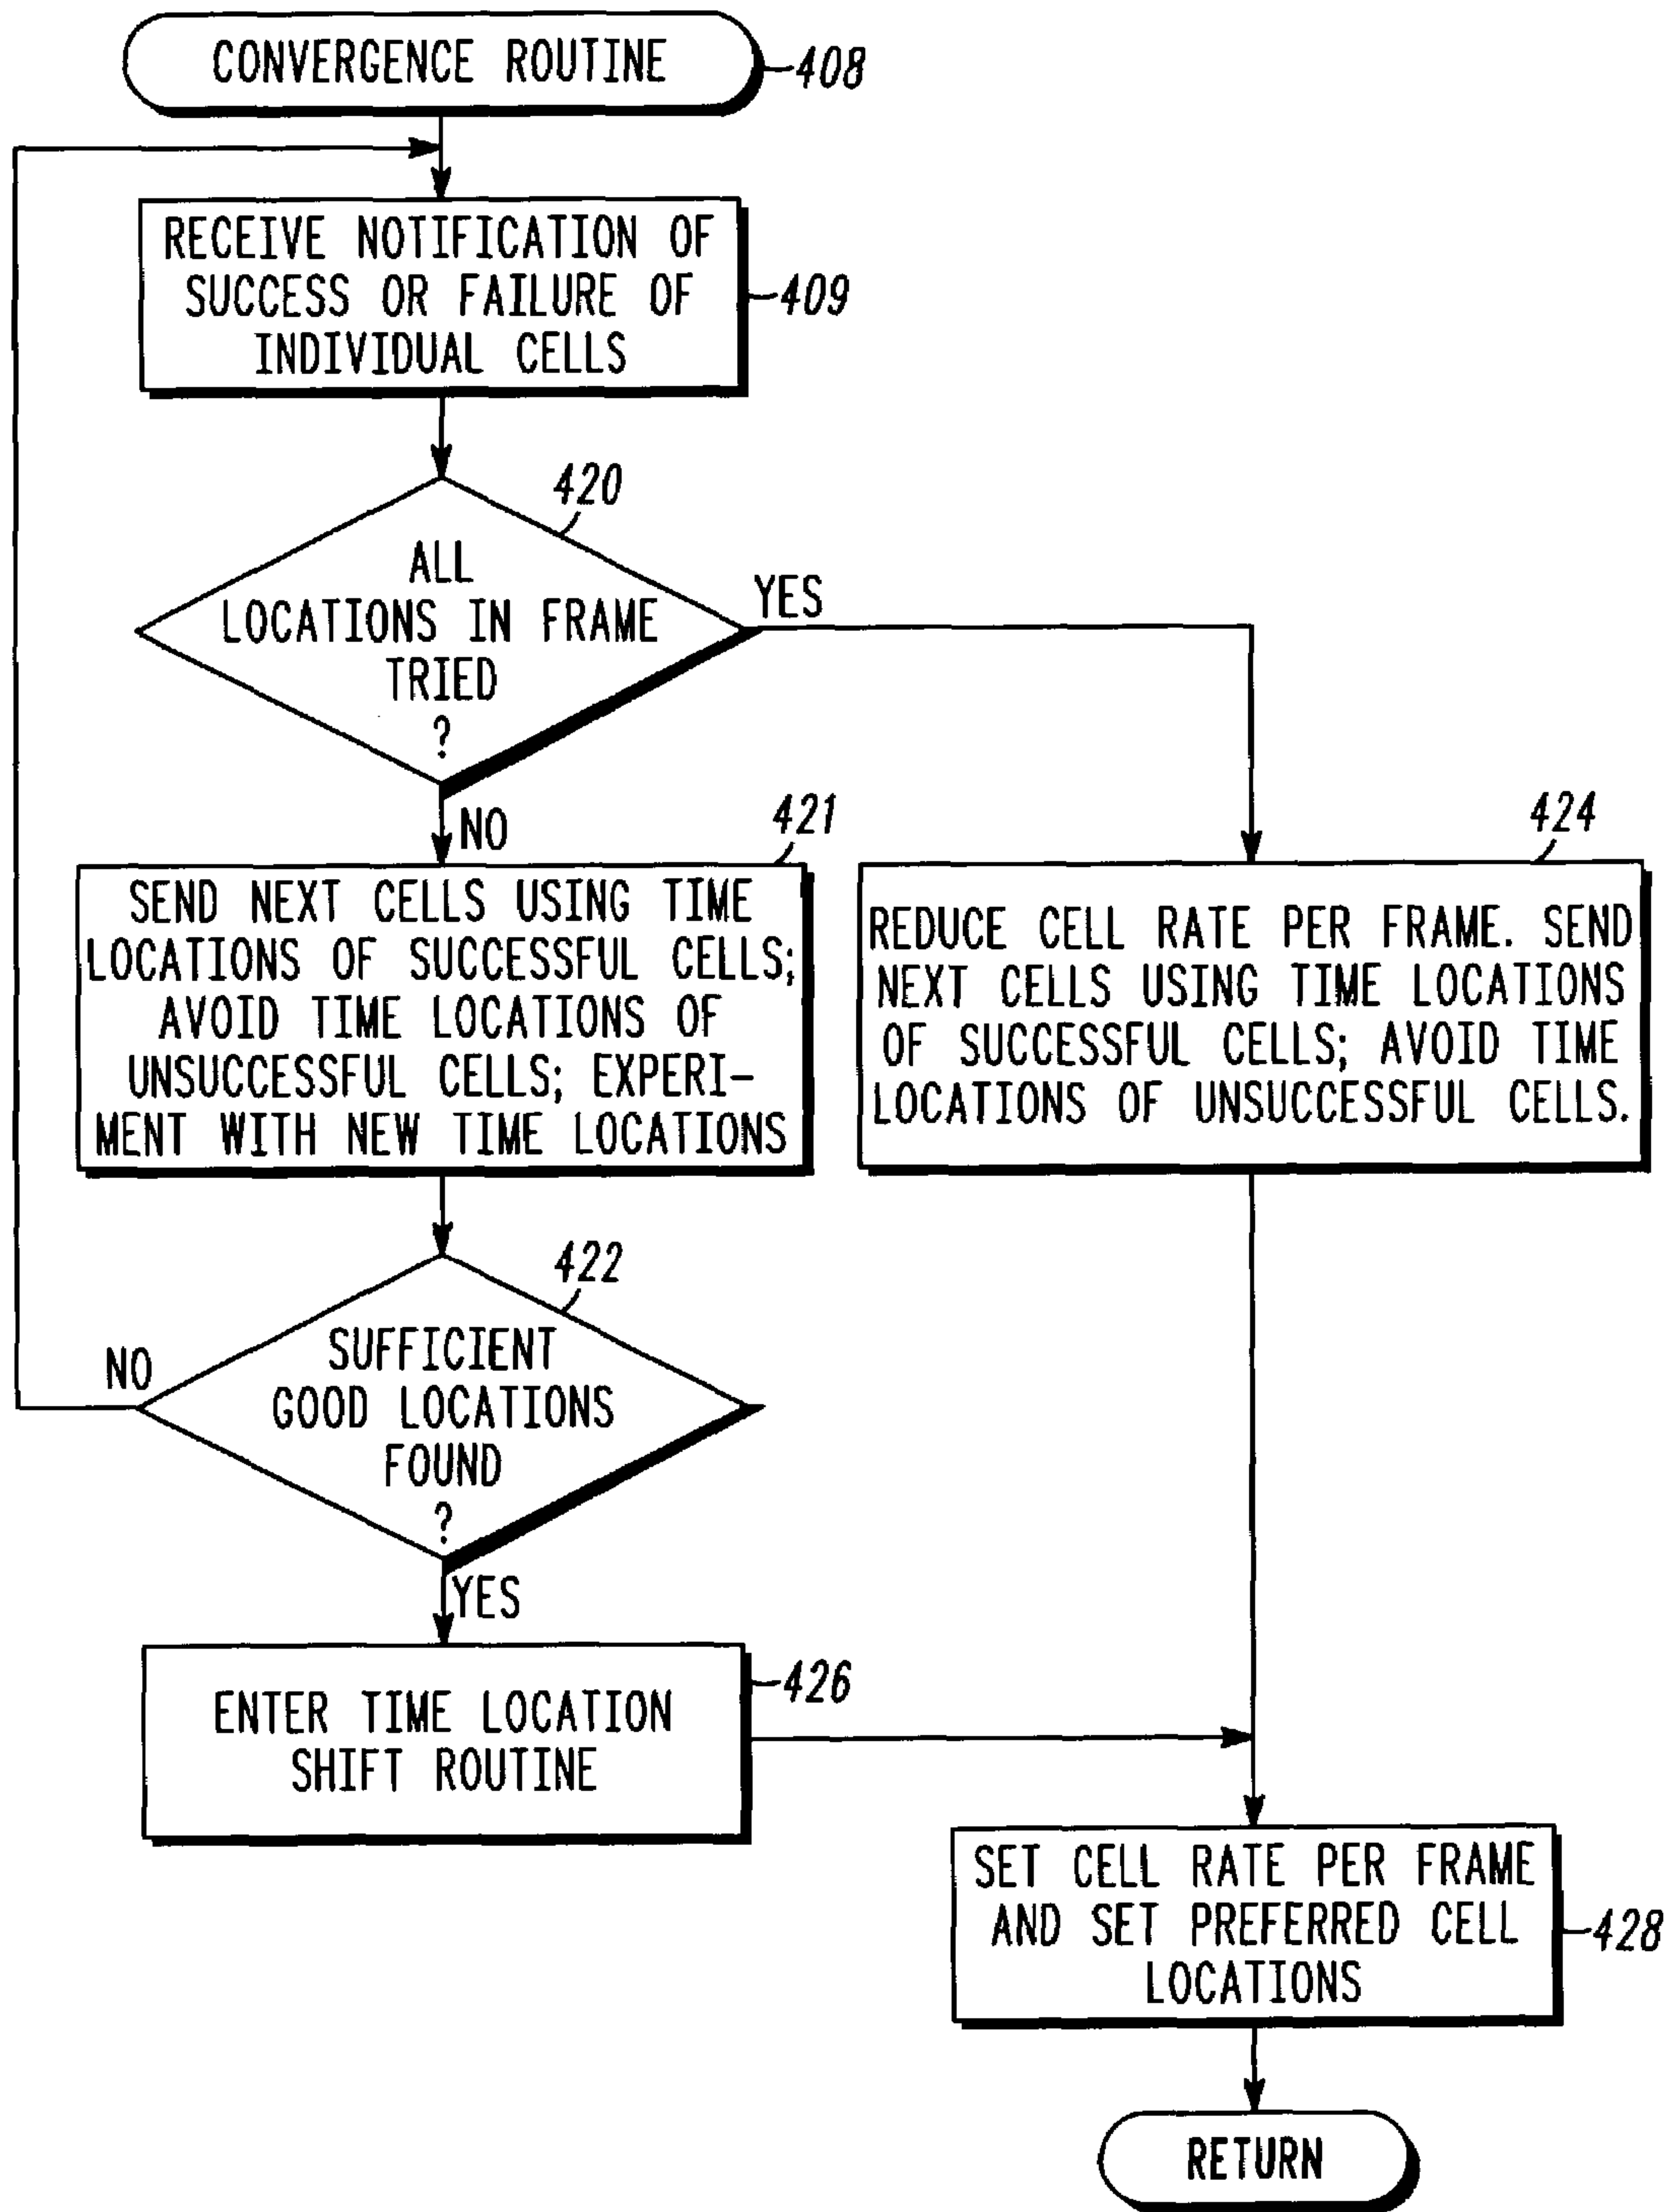 CONVERGENCE ROUTINE
408
RECEIVE NOTIFICATION OF
SUCCESS OR FAILURE OF
INDIVIDUAL CELLS
409
420
ALL
LOCATIONS IN FRAME
TRIED
?
YES
NO
421
SEND NEXT CELLS USING TIME
LOCATIONS OF SUCCESSFUL CELLS;
AVOID TIME LOCATIONS OF
UNSUCCESSFUL CELLS; EXPERI-
MENT WITH NEW TIME LOCATIONS
424
REDUCE CELL RATE PER FRAME. SEND
NEXT CELLS USING TIME LOCATIONS
OF SUCCESSFUL CELLS; AVOID TIME
LOCATIONS OF UNSUCCESSFUL CELLS.
422
SUFFICIENT
GOOD LOCATIONS
FOUND
?
NO
YES
ENTER TIME LOCATION
SHIFT ROUTINE
426
SET CELL RATE PER FRAME
AND SET PREFERRED CELL
LOCATIONS
428
RETURN